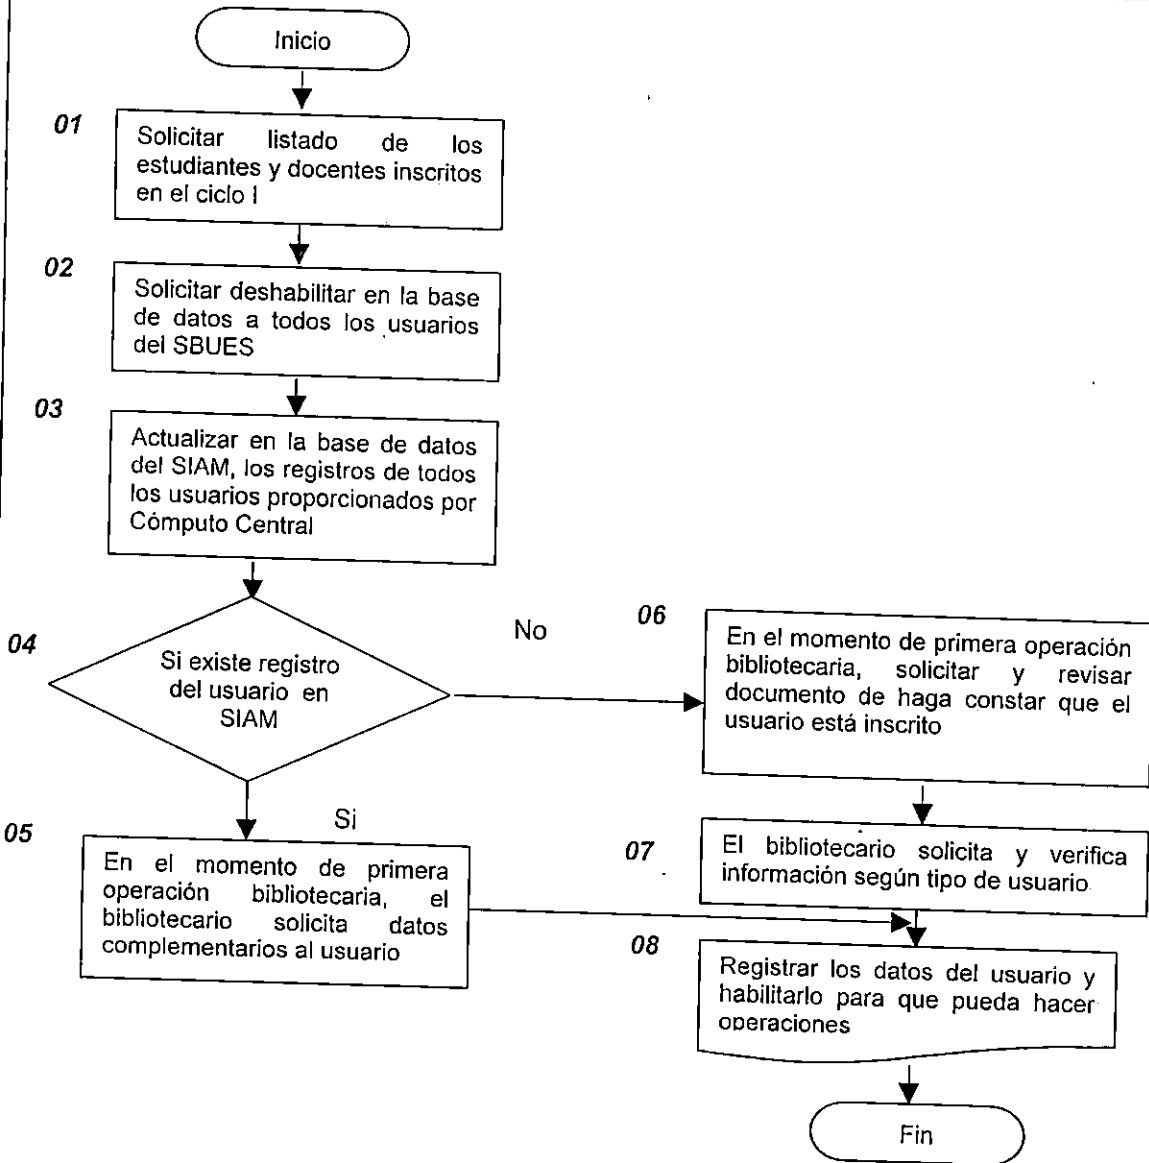 Inicio
01
Solicitar listado de los
estudiantes y docentes inscritos
en el ciclo I
02
Solicitar deshabilitar en la base
de datos a todos los usuarios
del SBUES
03
Actualizar en la base de datos
del SIAM, los registros de todos
los usuarios proporcionados por
Cómputo Central
04
Si existe registro
del usuario en
SIAM
No
Si
05
En el momento de primera
operación bibliotecaria, el
bibliotecario solicita datos
complementarios al usuario
06
En el momento de primera operación
bibliotecaria, solicitar y revisar
documento de haga constar que el
usuario está inscrito
07
El bibliotecario solicita y verifica
información según tipo de usuario
08
Registrar los datos del usuario y
habilitarlo para que pueda hacer
operaciones
Fin